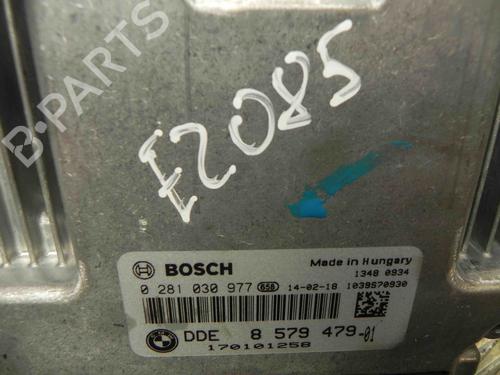 B-PARTS
E2085
BOSCH
Made in Hungary
1348 0934
0 281 030 977 658 14-02-18 1039S70930
DDE 8 579 479-01
170101258